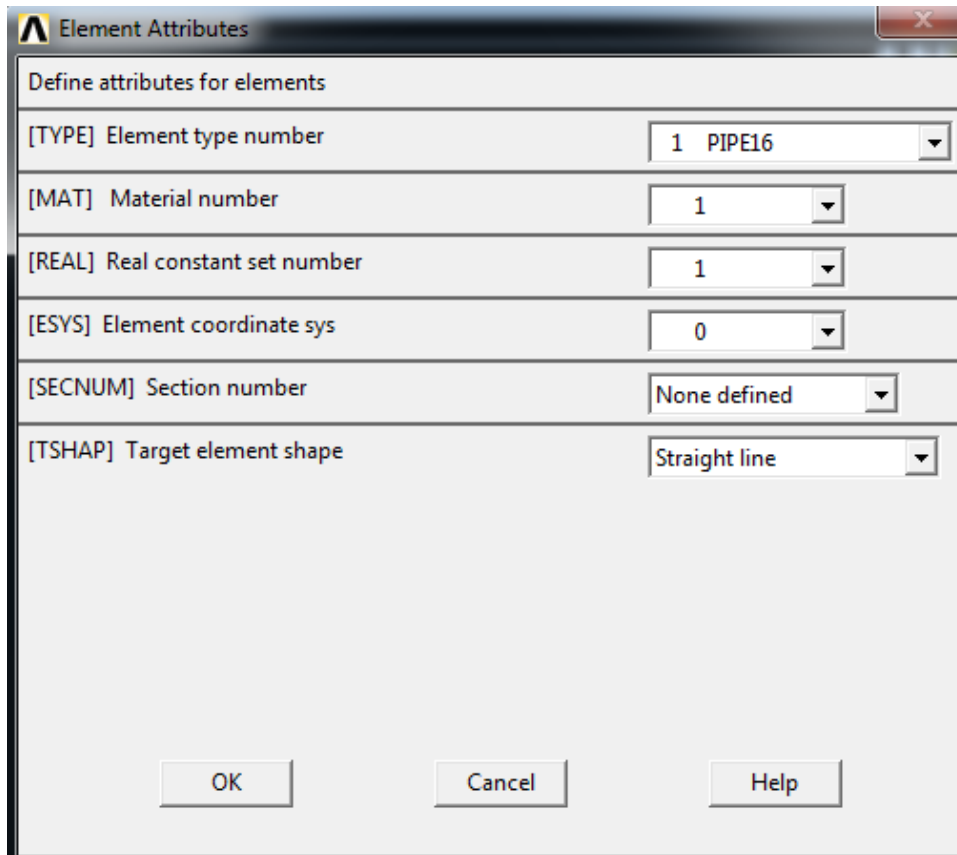 Element Attributes
Define attributes for elements
[TYPE] Element type number 1 PIPE16
[MAT] Material number 1
[REAL] Real constant set number 1
[ESYS] Element coordinate sys 0
[SECNUM] Section number None defined
[TSHAP] Target element shape Straight line
OK Cancel Help